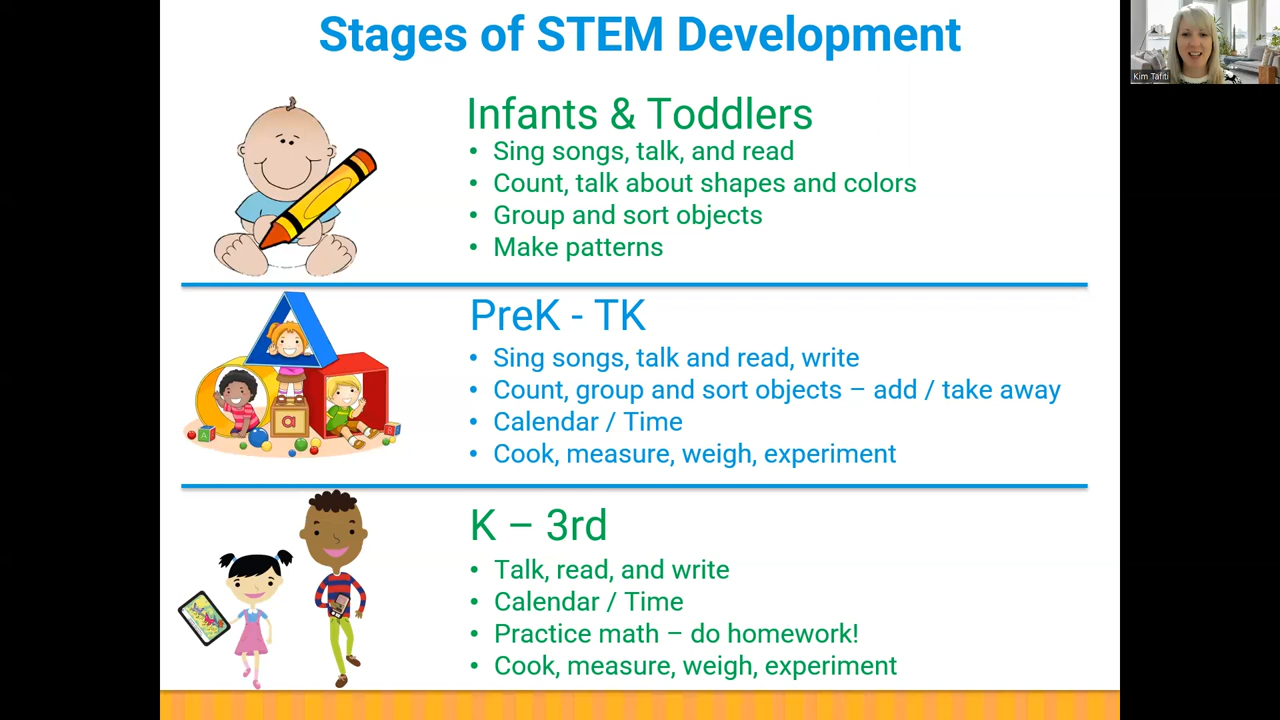 Stages of STEM Development
Kim Tafiti
Infants & Toddlers
• Sing songs, talk, and read
• Count, talk about shapes and colors
• Group and sort objects
• Make patterns
PreK - TK
• Sing songs, talk and read, write
• Count, group and sort objects – add / take away
• Calendar / Time
• Cook, measure, weigh, experiment
a
A
K – 3rd
• Talk, read, and write
• Calendar / Time
• Practice math – do homework!
• Cook, measure, weigh, experiment